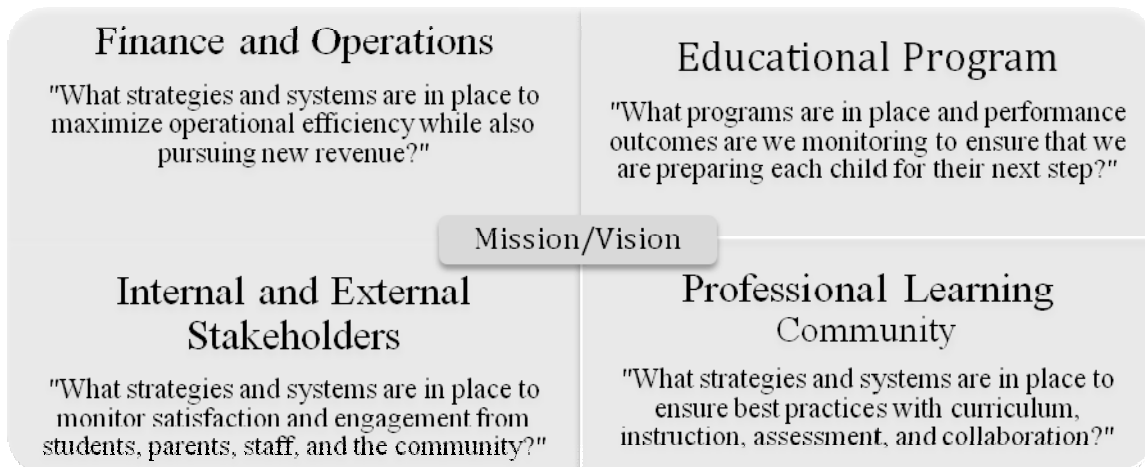 Finance and Operations
"What strategies and systems are in place to
maximize operational efficiency while also
pursuing new revenue?"
Educational Program
"What programs are in place and performance
outcomes are we monitoring to ensure that we
are preparing each child for their next step?"
Mission/Vision
Internal and External
Stakeholders
"What strategies and systems are in place to
monitor satisfaction and engagement from
students, parents, staff, and the community?"
Professional Learning
Community
"What strategies and systems are in place to
ensure best practices with curriculum,
instruction, assessment, and collaboration?"